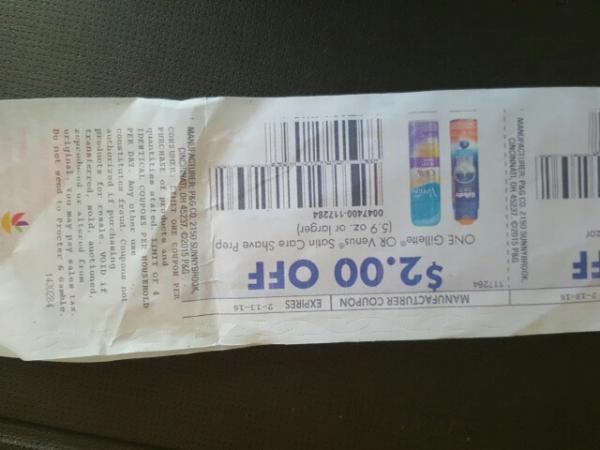 MANUFACTURER COUPON EXPIRES 2-13-16
117284
$2.00 OFF
ONE Gillette® OR Venus® Satin Care Shave Prep
(5.9 oz. or larger)
0047400-117284
MANUFACTURER: P&G CO. 2150 SUNNYBROOK,
CINCINNATI, OH 45237. ©2015 P&G
CONSUMER: LIMIT ONE COUPON PER
PURCHASE of products and
quantities stated. LIMIT OF 4
IDENTICAL COUPONS PER HOUSEHOLD
PER DAY. Any other use
constitutes fraud. Coupons not
authorized if purchasing
products for resale. VOID if
transferred, sold, auctioned,
reproduced or altered from
original. You may pay sales tax.
Do not send to Procter & Gamble.
1430284
MANUFACTURER: P&G CO. 2150 SUNNYBROOK,
CINCINNATI, OH 45237. ©2015 P&G
2-13-16
FF